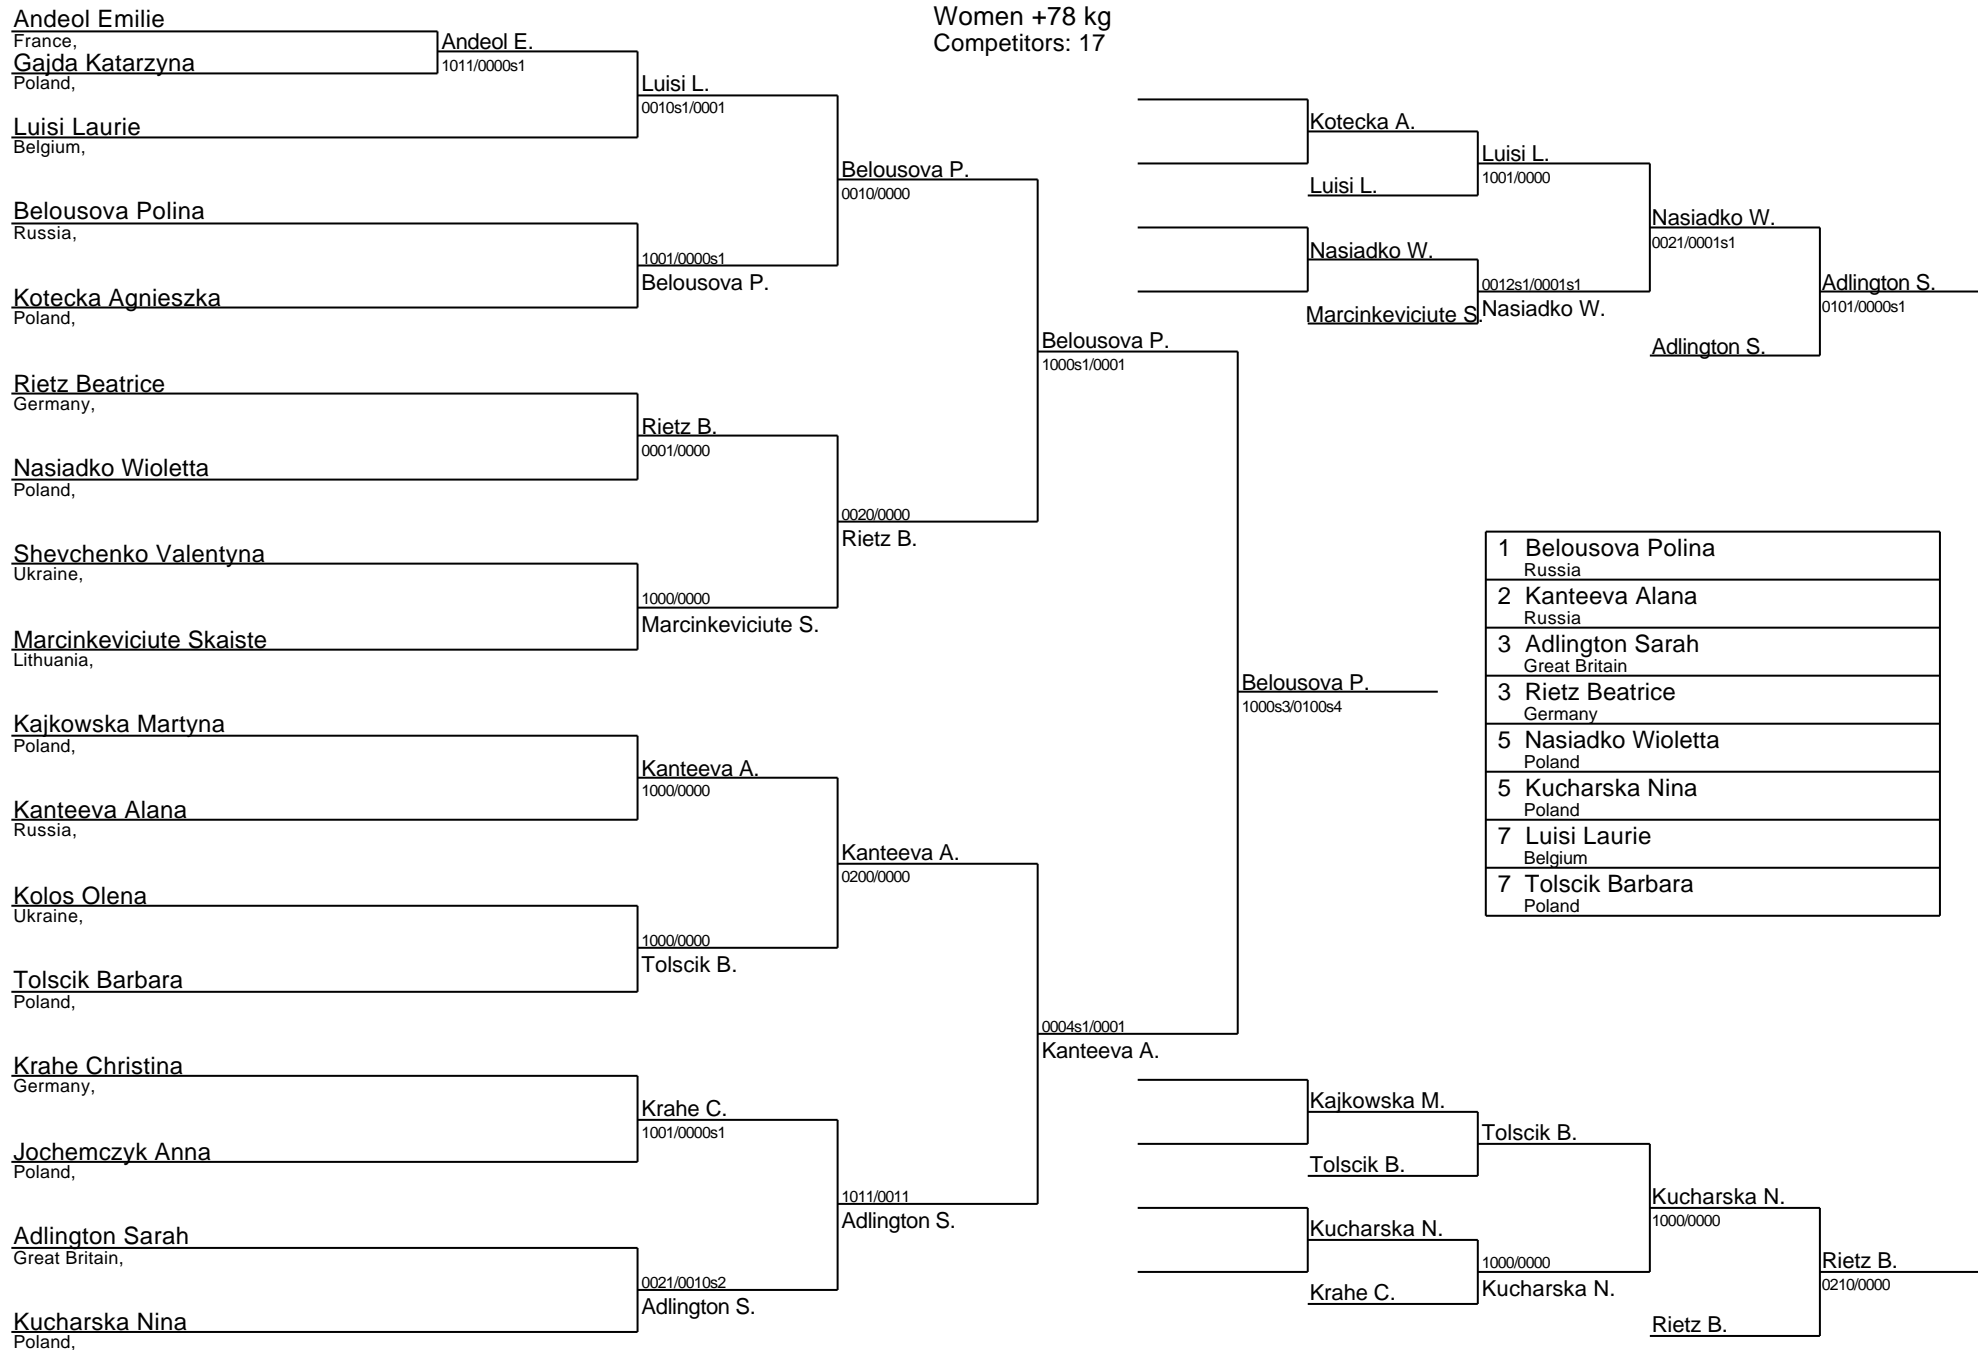 Women +78 kg
Competitors: 17
Andeol Emilie
France,
Gajda Katarzyna
Poland,
Luisi Laurie
Belgium,
Belousova Polina
Russia,
Kotecka Agnieszka
Poland,
Rietz Beatrice
Germany,
Nasiadko Wioletta
Poland,
Shevchenko Valentyna
Ukraine,
Marcinkeviciute Skaiste
Lithuania,
Kajkowska Martyna
Poland,
Kanteeva Alana
Russia,
Kolos Olena
Ukraine,
Tolscik Barbara
Poland,
Krahe Christina
Germany,
Jochemczyk Anna
Poland,
Adlington Sarah
Great Britain,
Kucharska Nina
Poland,
Andeol E.
1011/0000s1
Luisi L.
0010s1/0001
1001/0000s1
Belousova P.
Rietz B.
0001/0000
1000/0000
Marcinkeviciute S.
Kanteeva A.
1000/0000
1000/0000
Tolscik B.
Krahe C.
1001/0000s1
0021/0010s2
Adlington S.
Belousova P.
0010/0000
0020/0000
Rietz B.
Kanteeva A.
0200/0000
1011/0011
Adlington S.
Belousova P.
1000s1/0001
0004s1/0001
Kanteeva A.
Belousova P.
1000s3/0100s4
Kotecka A.
Luisi L.
Nasiadko W.
Marcinkeviciute S.
Luisi L.
1001/0000
0012s1/0001s1
Nasiadko W.
Nasiadko W.
0021/0001s1
Adlington S.
Adlington S.
0101/0000s1
1 Belousova Polina
Russia
2 Kanteeva Alana
Russia
3 Adlington Sarah
Great Britain
3 Rietz Beatrice
Germany
5 Nasiadko Wioletta
Poland
5 Kucharska Nina
Poland
7 Luisi Laurie
Belgium
7 Tolscik Barbara
Poland
Kajkowska M.
Tolscik B.
Kucharska N.
Krahe C.
Tolscik B.
1000/0000
Kucharska N.
Kucharska N.
1000/0000
Rietz B.
Rietz B.
0210/0000